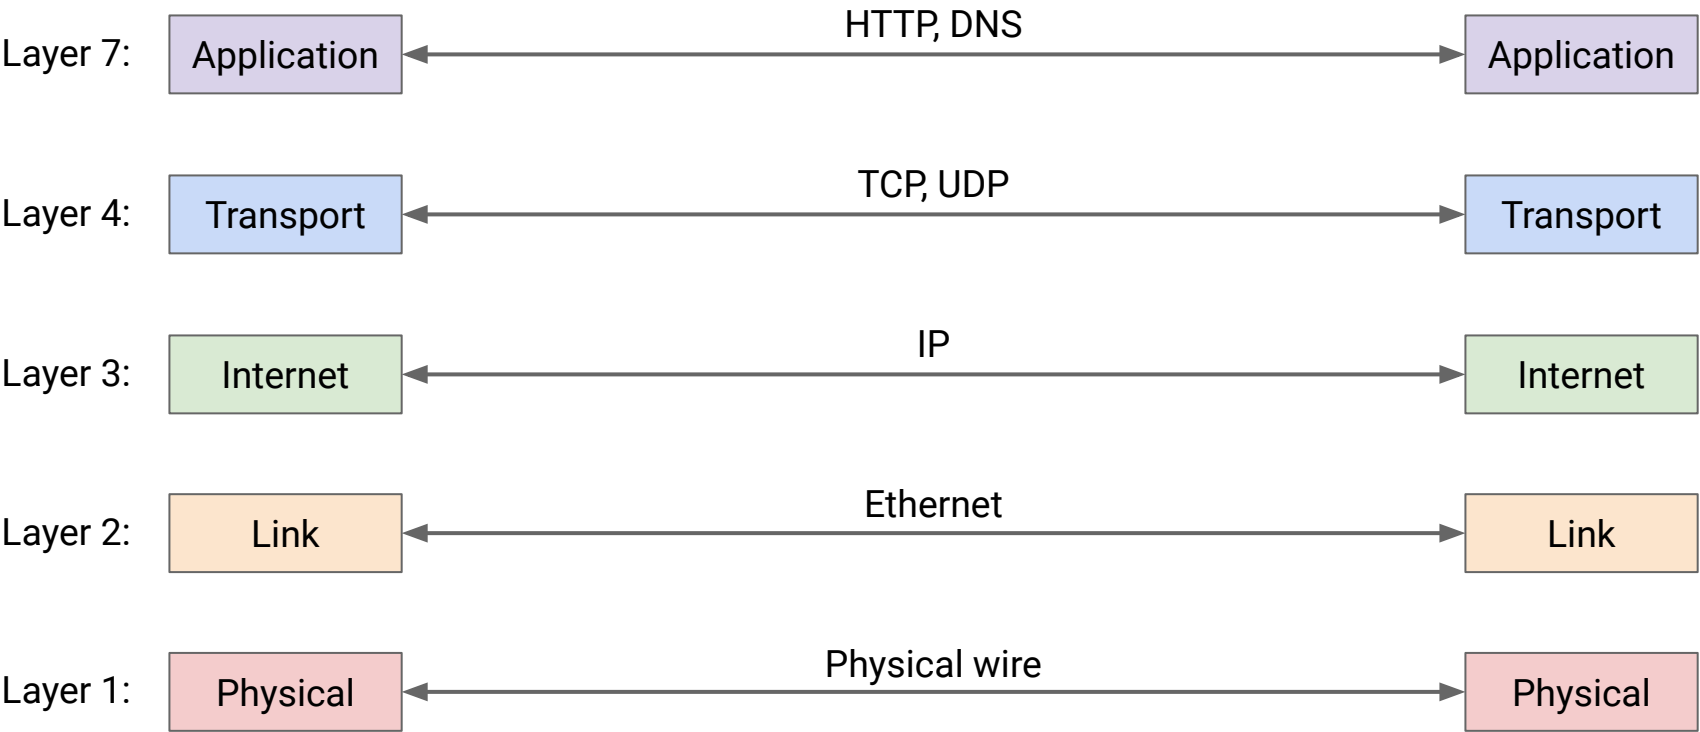 HTTP, DNS
Layer 7: Application Application
TCP, UDP
Layer 4: Transport Transport
IP
Layer 3: Internet Internet
Ethernet
Layer 2: Link Link
Physical wire
Layer 1: Physical Physical